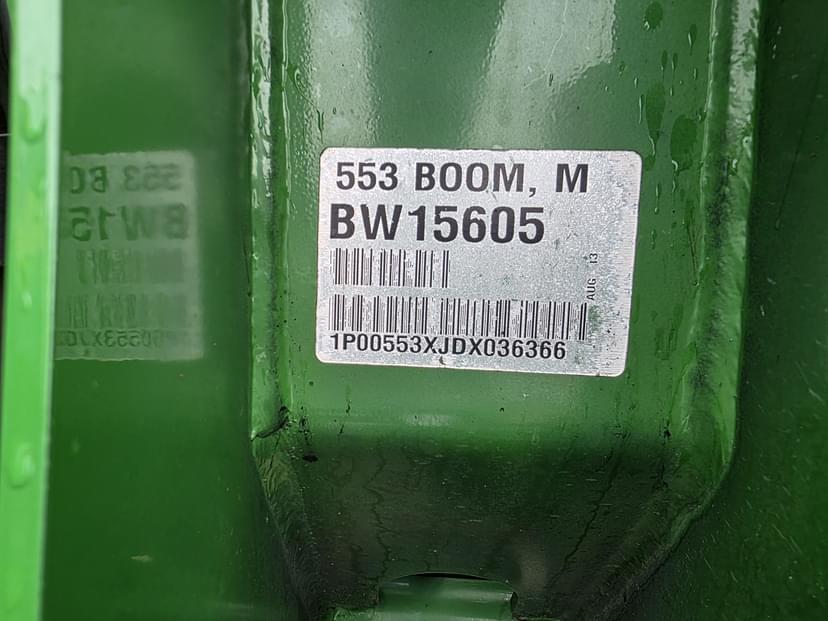 553 BOOM, M
BW15605
AUG 13
1P00553XJDX036366